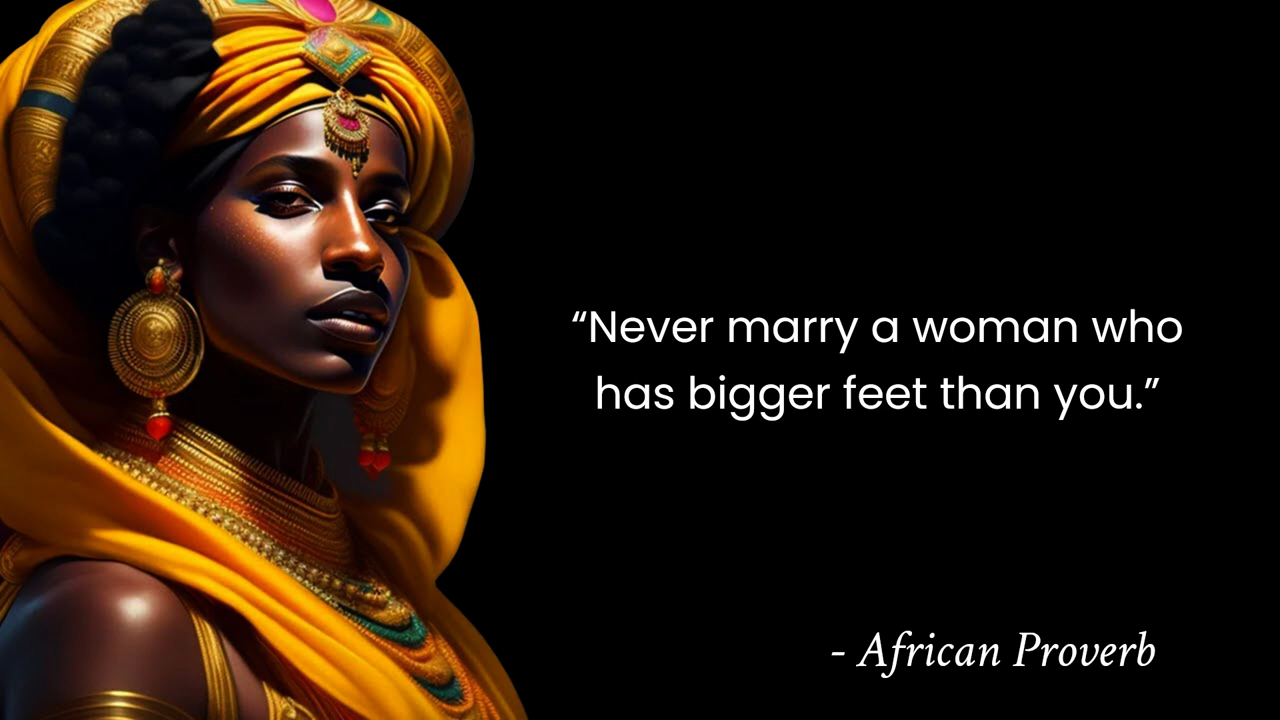 “Never marry a woman who
has bigger feet than you.”
- African Proverb